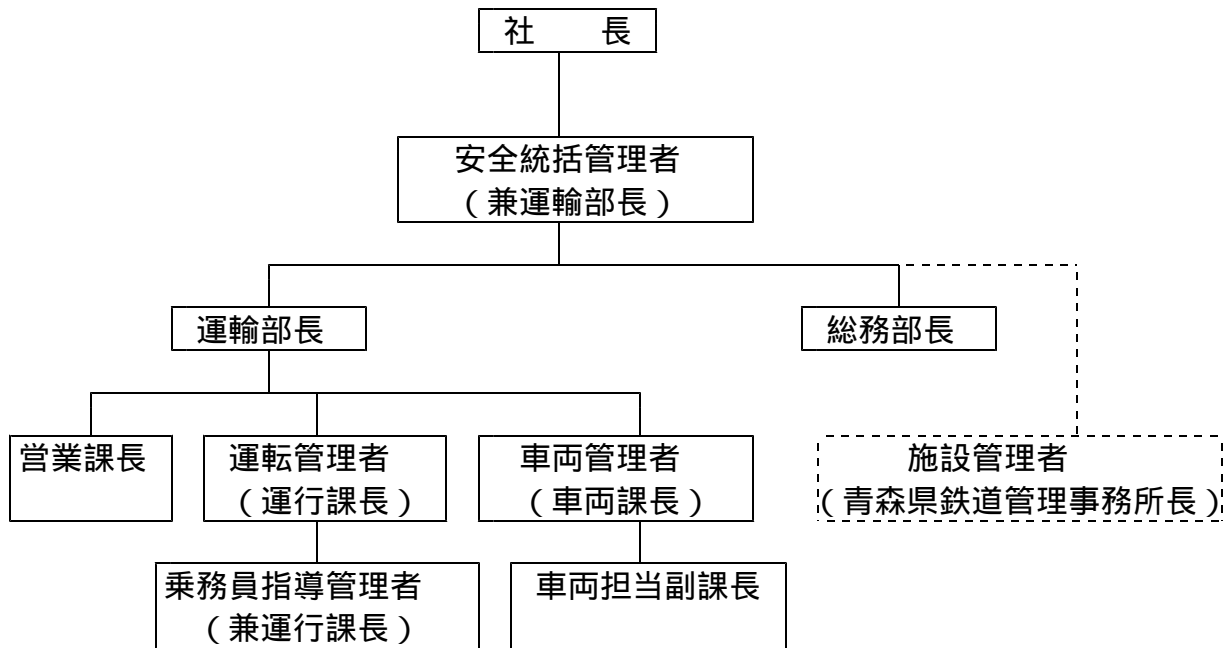 社　　長
安全統括管理者
（兼運輸部長）
運輸部長
総務部長
営業課長
運転管理者
（運行課長）
車両管理者
（車両課長）
施設管理者
（青森県鉄道管理事務所長）
乗務員指導管理者
（兼運行課長）
車両担当副課長